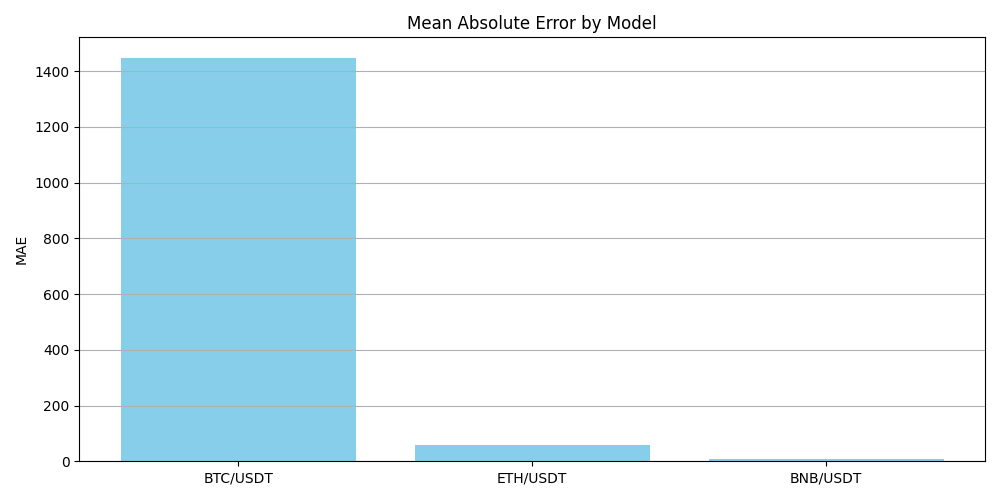 Mean Absolute Error by Model
1400
1200
1000
800
600
400
200
0
MAE
BTC/USDT
ETH/USDT
BNB/USDT